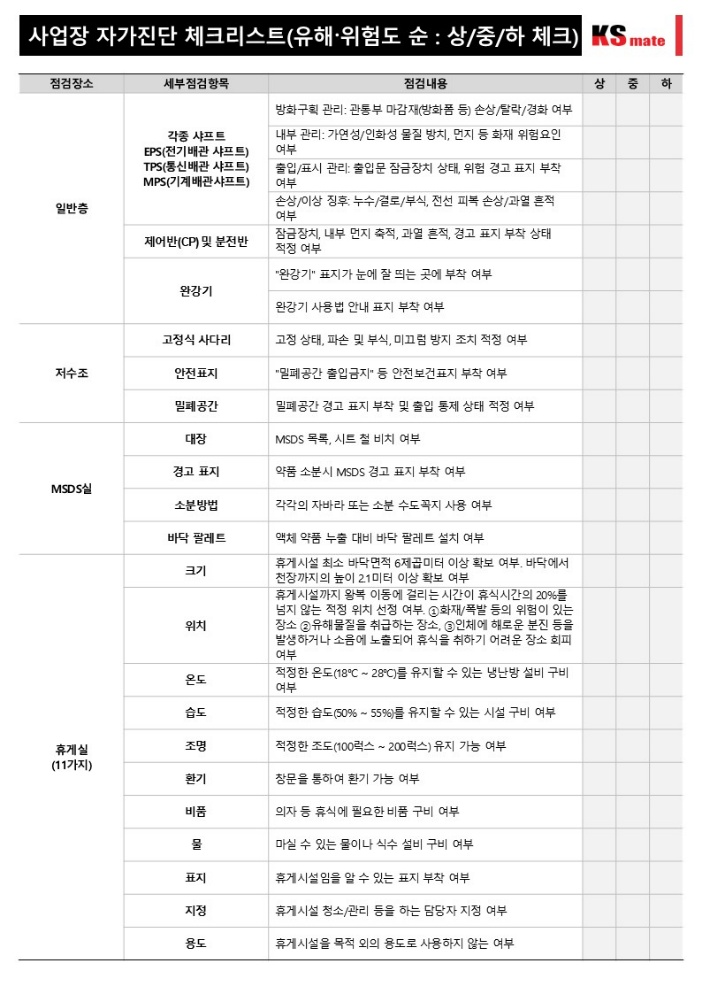 사업장 자가진단 체크리스트(유해·위험도 순 : 상/중/하 체크)
KS mate
점검장소 세부점검항목 점검내용 상 중 하
일반층
각종 샤프트
EPS(전기배관 샤프트)
TPS(통신배관 샤프트)
MPS(기계배관샤프트)
방화구획 관리: 관통부 마감재(방화폼 등) 손상/탈락/경화 여부
내부 관리: 가연성/인화성 물질 방치, 먼지 등 화재 위험요인
여부
출입/표시 관리: 출입문 잠금장치 상태, 위험 경고 표지 부착
여부
손상/이상 징후: 누수/결로/부식, 전선 피복 손상/과열 흔적
여부
제어반(CP) 및 분전반
잠금장치, 내부 먼지 축적, 과열 흔적, 경고 표지 부착 상태
적정 여부
완강기
"완강기" 표지가 눈에 잘 띄는 곳에 부착 여부
완강기 사용법 안내 표지 부착 여부
저수조
고정식 사다리 고정 상태, 파손 및 부식, 미끄럼 방지 조치 적정 여부
안전표지 "밀폐공간 출입금지" 등 안전보건표지 부착 여부
밀폐공간 밀폐공간 경고 표지 부착 및 출입 통제 상태 적정 여부
MSDS실
대장 MSDS 목록, 시트 철 비치 여부
경고 표지 약품 소분시 MSDS 경고 표지 부착 여부
소분방법 각각의 자바라 또는 소분 수도꼭지 사용 여부
바닥 팔레트 액체 약품 누출 대비 바닥 팔레트 설치 여부
휴게실
(11가지)
크기
휴게시설 최소 바닥면적 6제곱미터 이상 확보 여부. 바닥에서
천장까지의 높이 2.1미터 이상 확보 여부
위치
휴게시설까지 왕복 이동에 걸리는 시간이 휴식시간의 20%를
넘지 않는 적정 위치 선정 여부. ①화재/폭발 등의 위험이 있는
장소 ②유해물질을 취급하는 장소, ③인체에 해로운 분진 등을
발생하거나 소음에 노출되어 휴식을 취하기 어려운 장소 회피
여부
온도
적정한 온도(18℃ ~ 28℃)를 유지할 수 있는 냉난방 설비 구비
여부
습도 적정한 습도(50% ~ 55%)를 유지할 수 있는 시설 구비 여부
조명 적정한 조도(100럭스 ~ 200럭스) 유지 가능 여부
환기 창문을 통하여 환기 가능 여부
비품 의자 등 휴식에 필요한 비품 구비 여부
물 마실 수 있는 물이나 식수 설비 구비 여부
표지 휴게시설임을 알 수 있는 표지 부착 여부
지정 휴게시설 청소/관리 등을 하는 담당자 지정 여부
용도 휴게시설을 목적 외의 용도로 사용하지 않는 여부